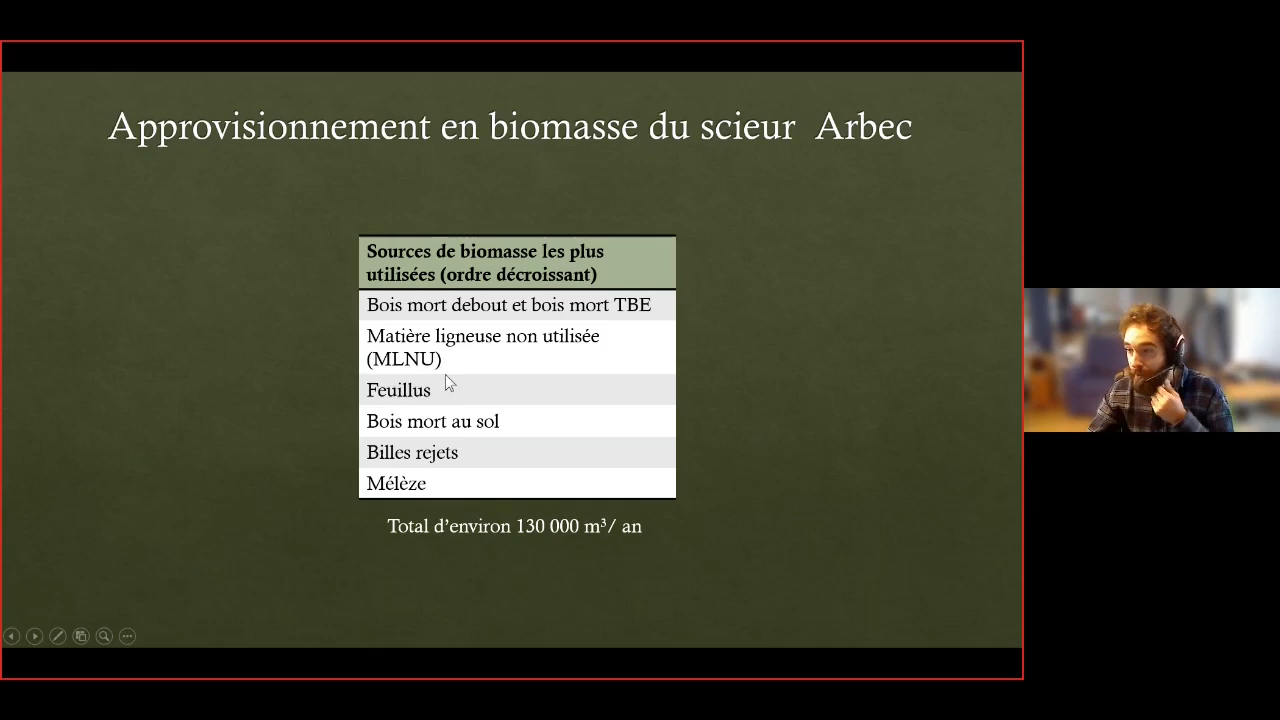 Approvisionnement en biomasse du scieur  Arbec
Sources de biomasse les plus
utilisées (ordre décroissant)
Bois mort debout et bois mort TBE
Matière ligneuse non utilisée
(MLNU)
Feuillus
Bois mort au sol
Billes rejets
Mélèze
Total d’environ 130 000 m³/ an